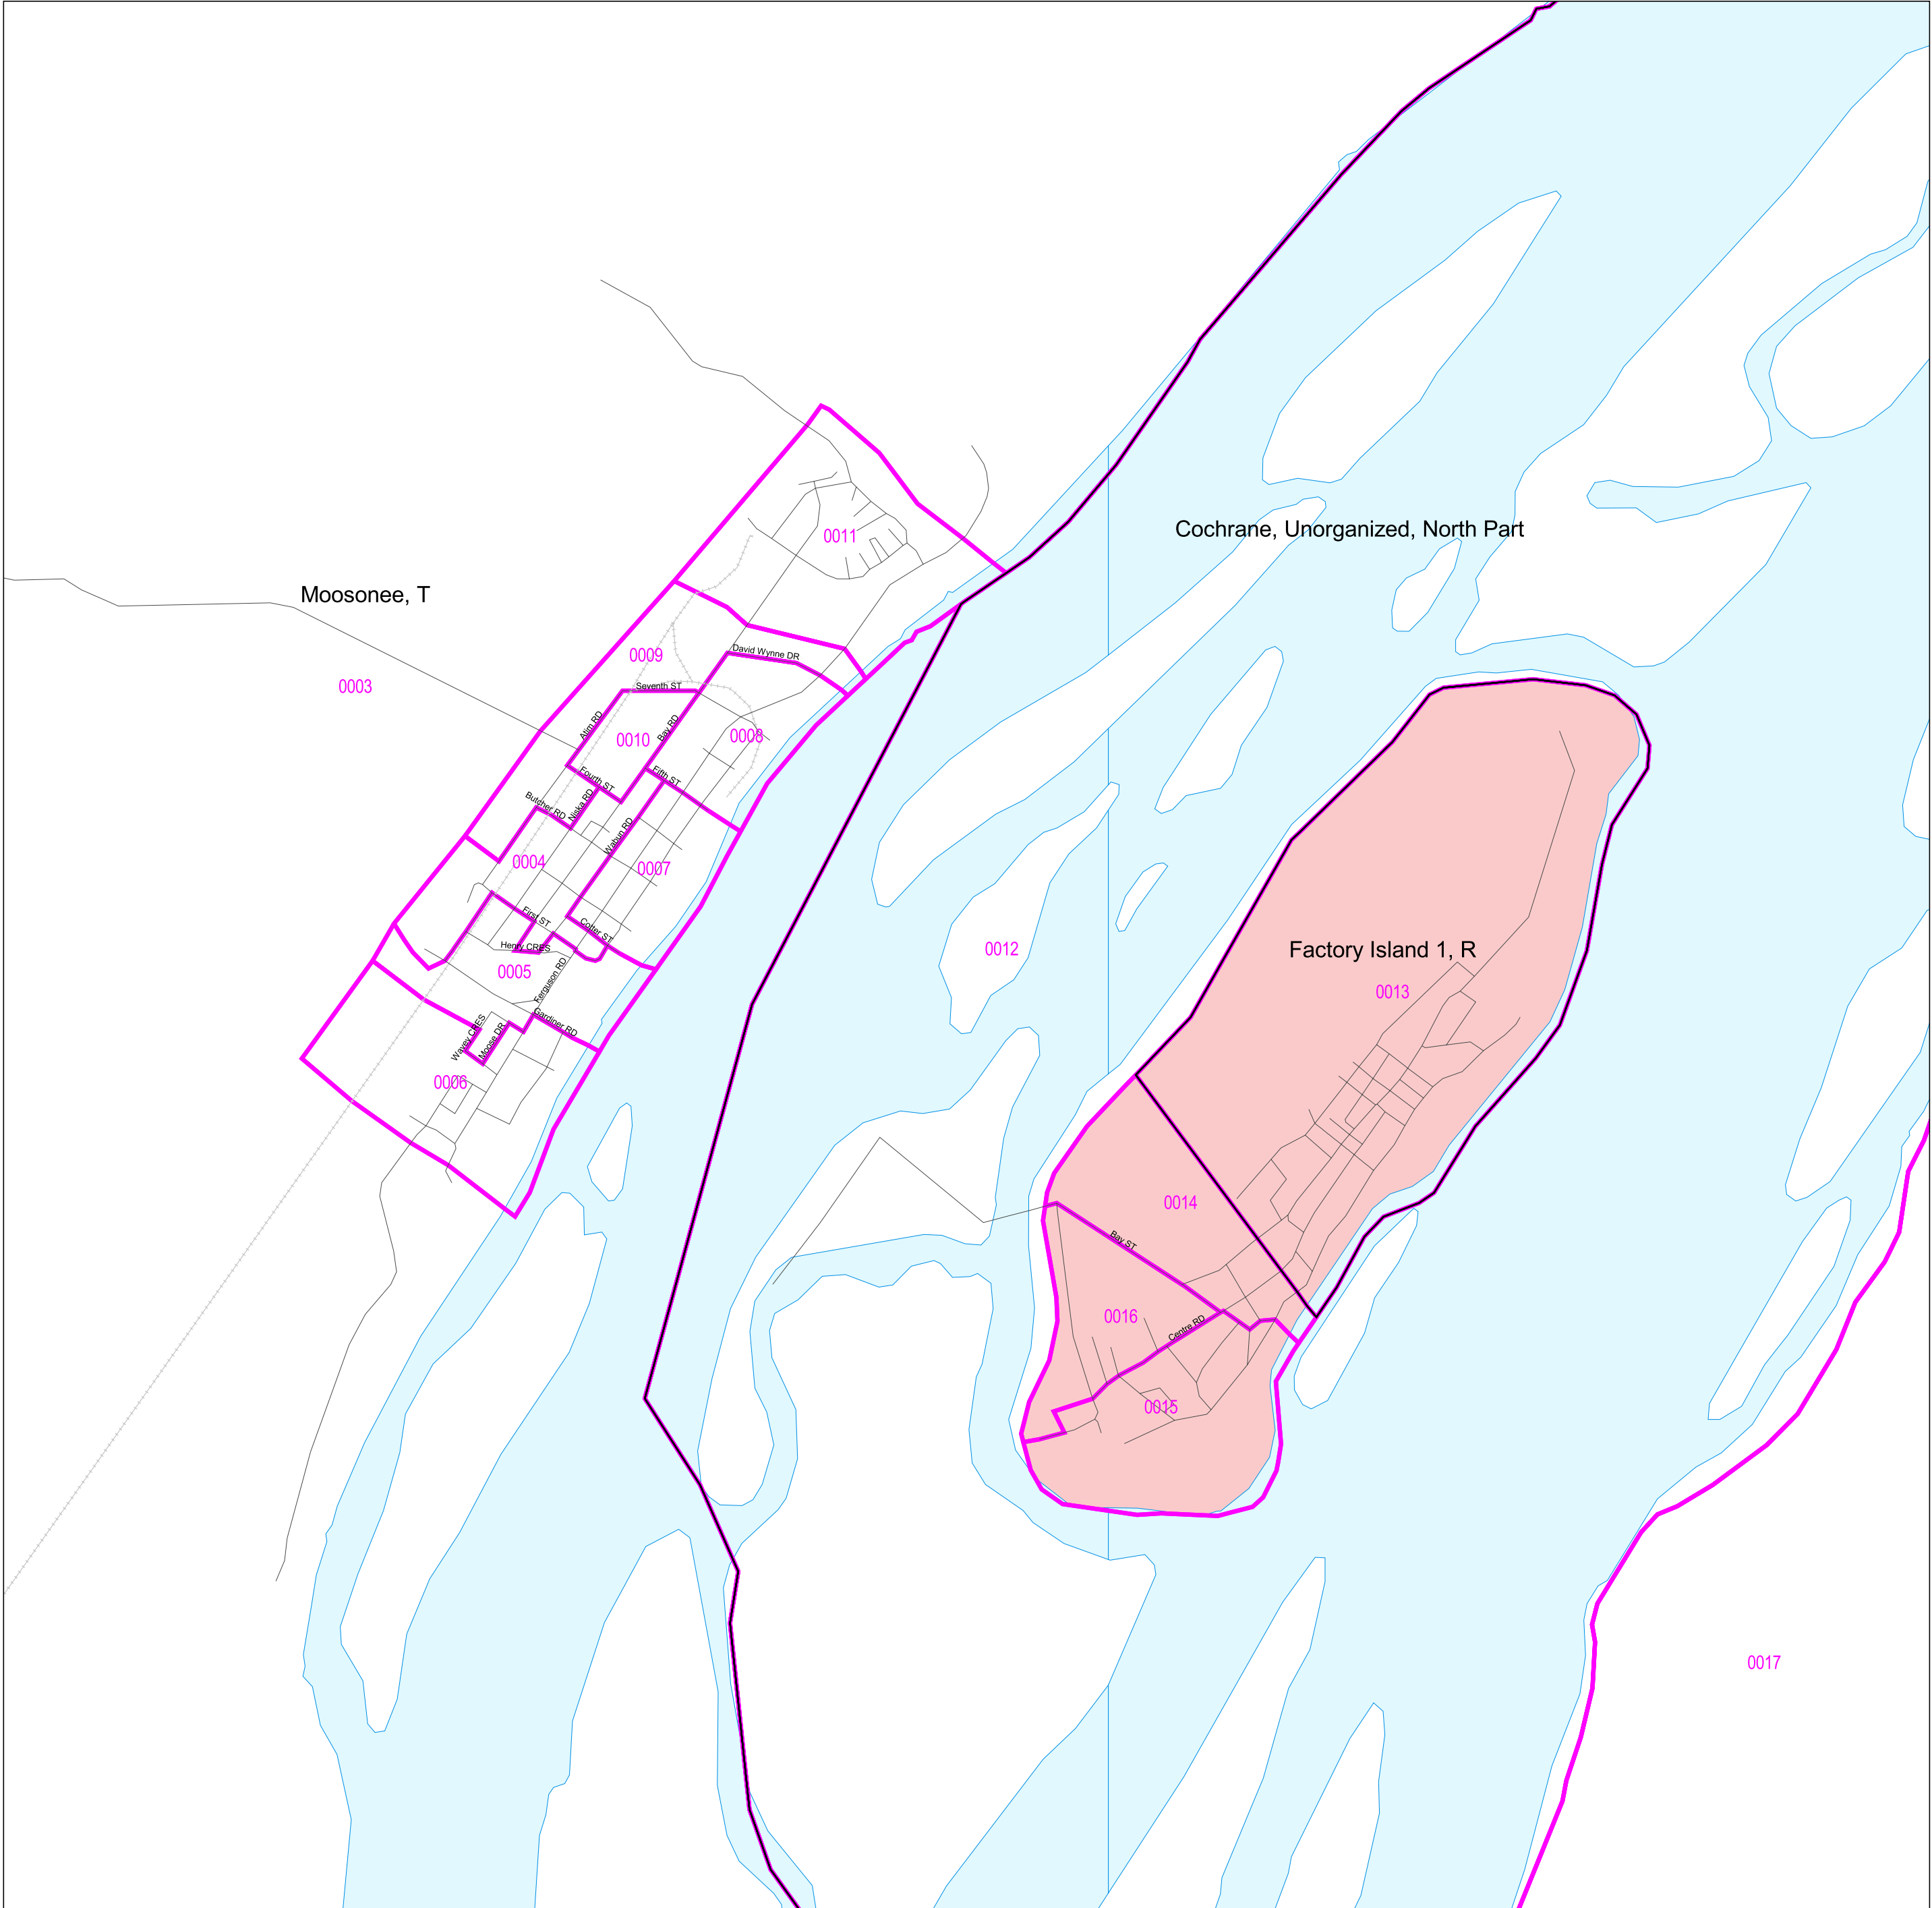 Cochrane, Unorganized, North Part
0011
Moosonee, T
0009
David Wynne DR
0003
Seventh ST
Atim RD
Bay RD
0010
0008
Fourth ST
Fifth ST
Butcher RD
Niska RD
Wabun RD
0004
0007
First ST
Cotter ST
Henry CRES
0005
Ferguson RD
Gardiner RD
Wavey CRES
Moose DR
0006
0012
Factory Island 1, R
0013
0014
Bay ST
0016
Centre RD
0015
0017